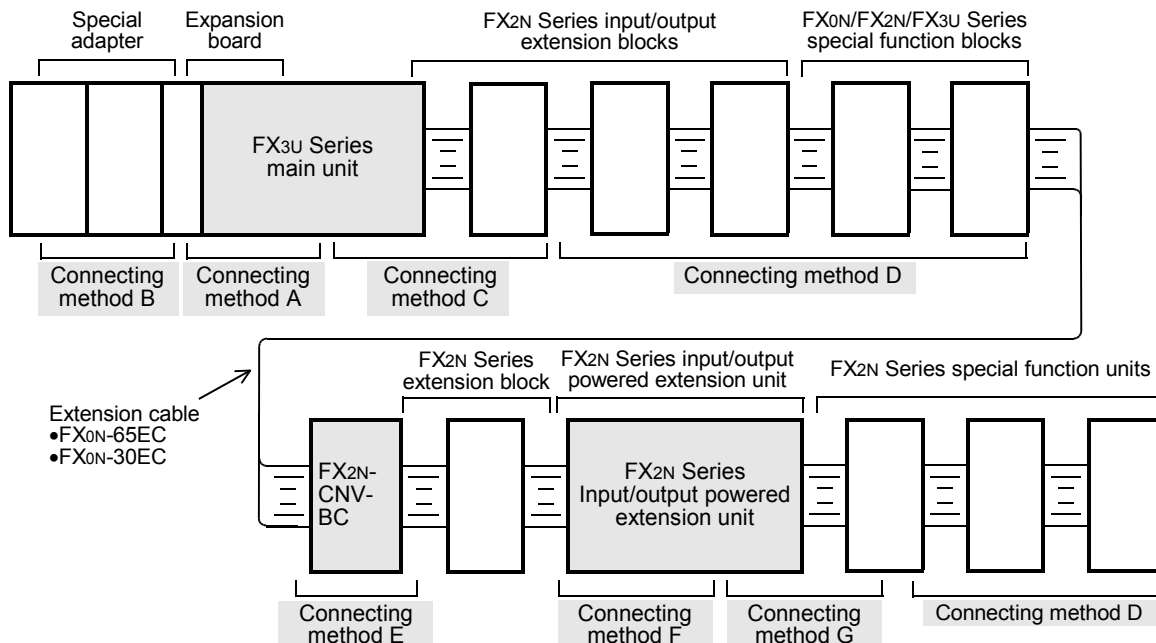 Special
adapter
Expansion
board
FX2N Series input/output
extension blocks
FX0N/FX2N/FX3U Series
special function blocks
FX3U Series
main unit
Connecting
method B
Connecting
method A
Connecting
method C
Connecting method D
Extension cable
•FX0N-65EC
•FX0N-30EC
FX2N Series
extension block
FX2N Series input/output
powered extension unit
FX2N Series special function units
FX2N-
CNV-
BC
FX2N Series
Input/output powered
extension unit
Connecting
method E
Connecting
method F
Connecting
method G
Connecting method D